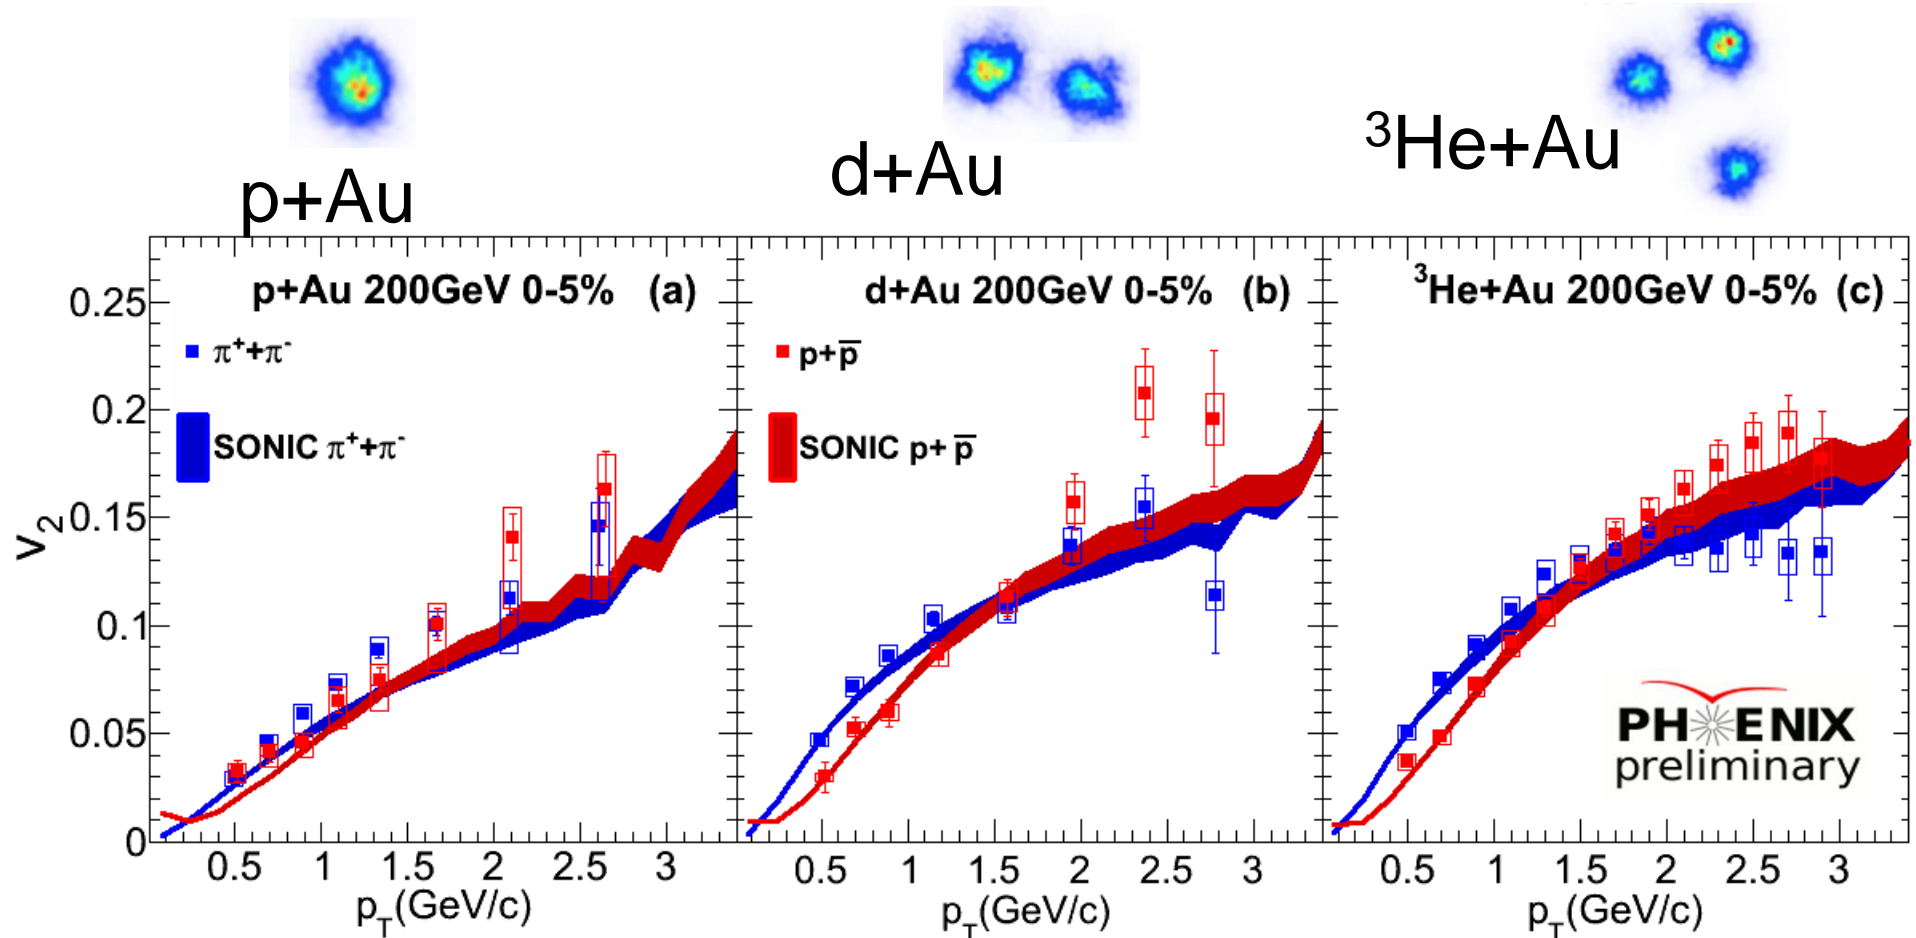 p+Au
d+Au
³He+Au
p+Au 200GeV 0-5% (a)
π⁺+π⁻
SONIC π⁺+π⁻
d+Au 200GeV 0-5% (b)
p+p̅
SONIC p+p̅
³He+Au 200GeV 0-5% (c)
PHENIX
preliminary
v₂
0.25
0.2
0.15
0.1
0.05
0
0.5 1 1.5 2 2.5 3
0.5 1 1.5 2 2.5 3
0.5 1 1.5 2 2.5 3
p_T(GeV/c)
p_T(GeV/c)
p_T(GeV/c)